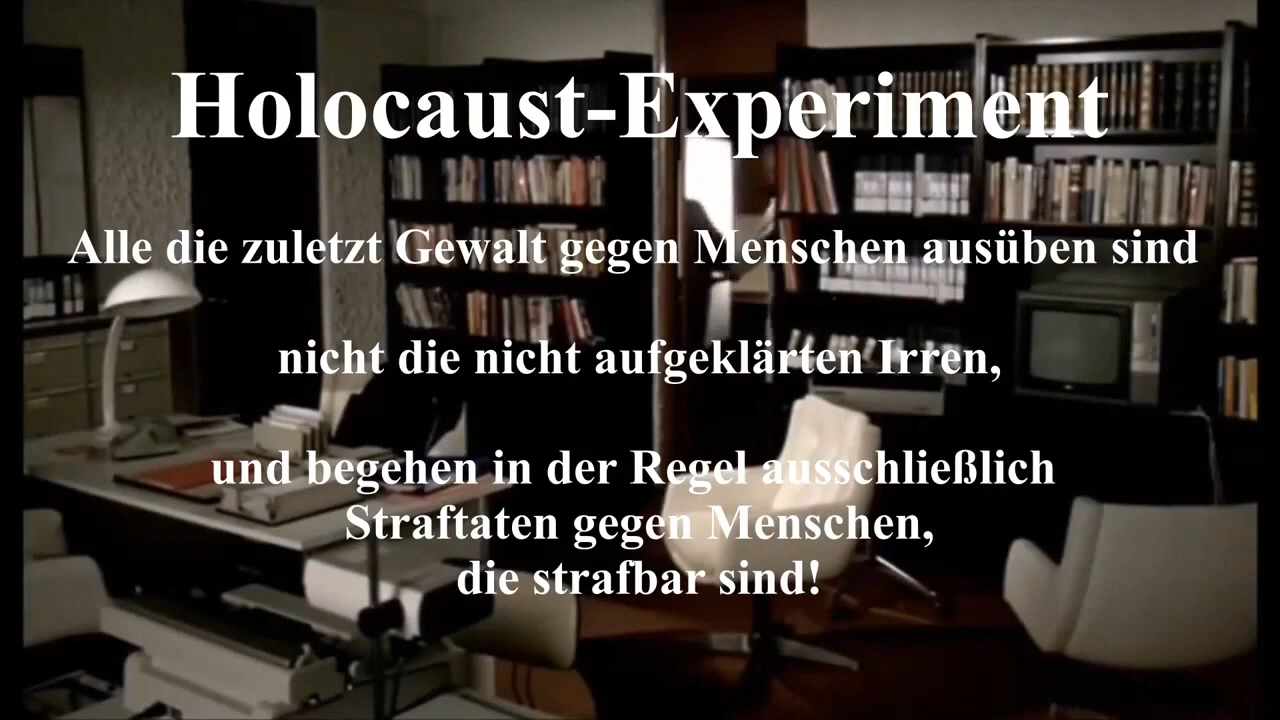 Holocaust-Experiment
Alle die zuletzt Gewalt gegen Menschen ausüben sind
nicht die nicht aufgeklärten Irren,
und begehen in der Regel ausschließlich
Straftaten gegen Menschen,
die strafbar sind!